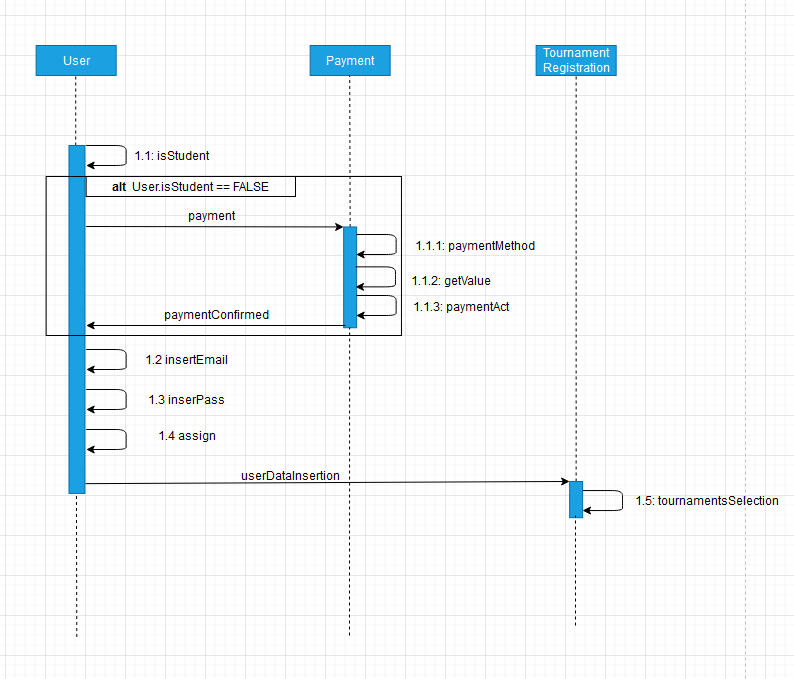 User
Payment
Tournament
Registration
1.1: isStudent
alt User.isStudent == FALSE
payment
1.1.1: paymentMethod
1.1.2: getValue
1.1.3: paymentAct
paymentConfirmed
1.2 insertEmail
1.3 inserPass
1.4 assign
userDataInsertion
1.5: tournamentsSelection